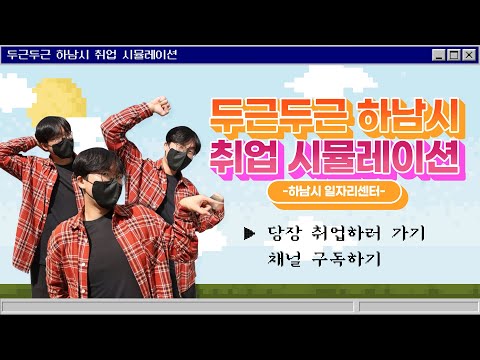 두근두근 하남시 취업 시뮬레이션
두근두근 하남시
취업 시뮬레이션
-하남시 일자리센터-
▶ 당장 취업하러 가기
채널 구독하기